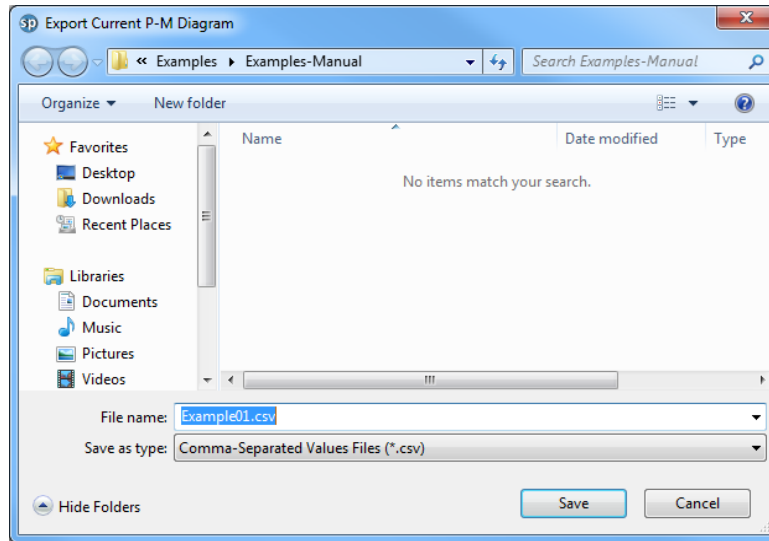 sp Export Current P-M Diagram
« Examples Examples-Manual Search Examples-Manual
Organize New folder
Favorites
Desktop
Downloads
Recent Places
Libraries
Documents
Music
Pictures
Videos
Name Date modified Type
No items match your search.
File name: Example01.csv
Save as type: Comma-Separated Values Files (*.csv)
Hide Folders Save Cancel